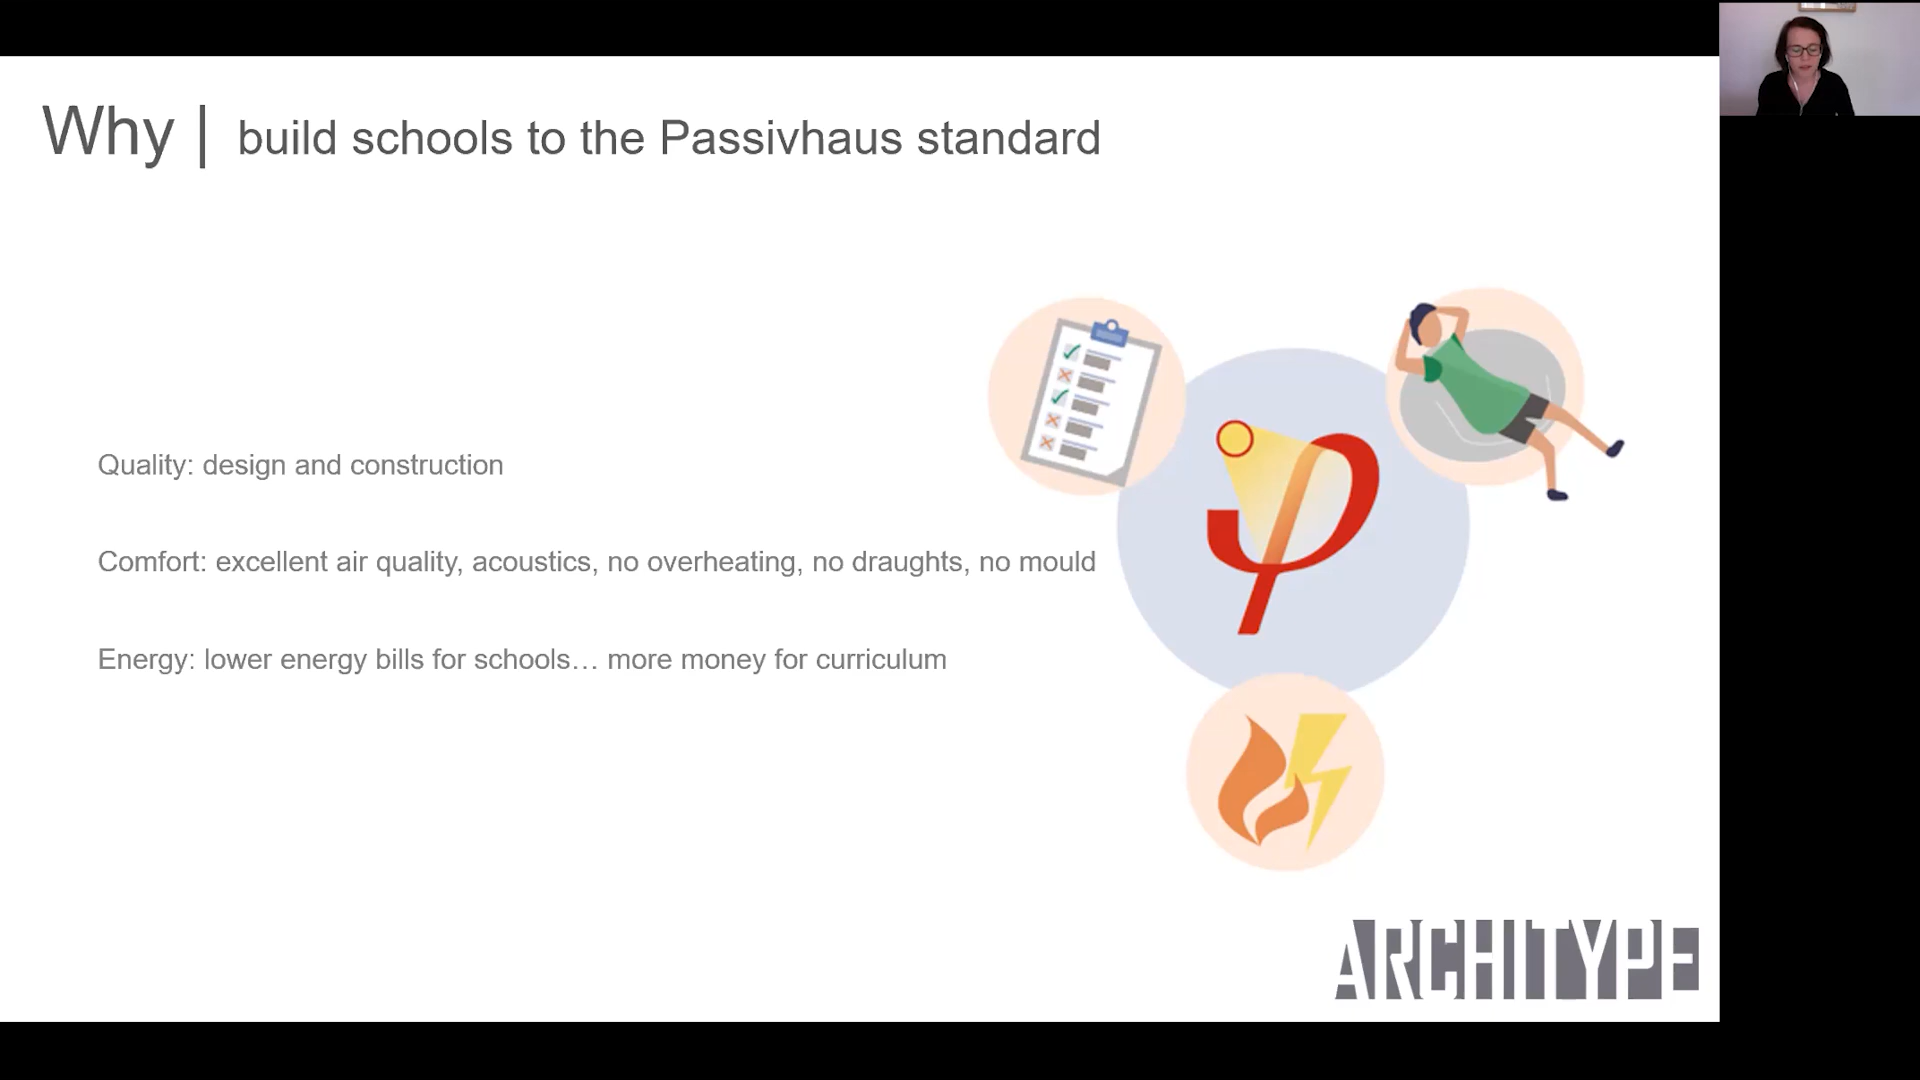 Why | build schools to the Passivhaus standard
Quality: design and construction
Comfort: excellent air quality, acoustics, no overheating, no draughts, no mould
Energy: lower energy bills for schools… more money for curriculum
ARCHITYPE